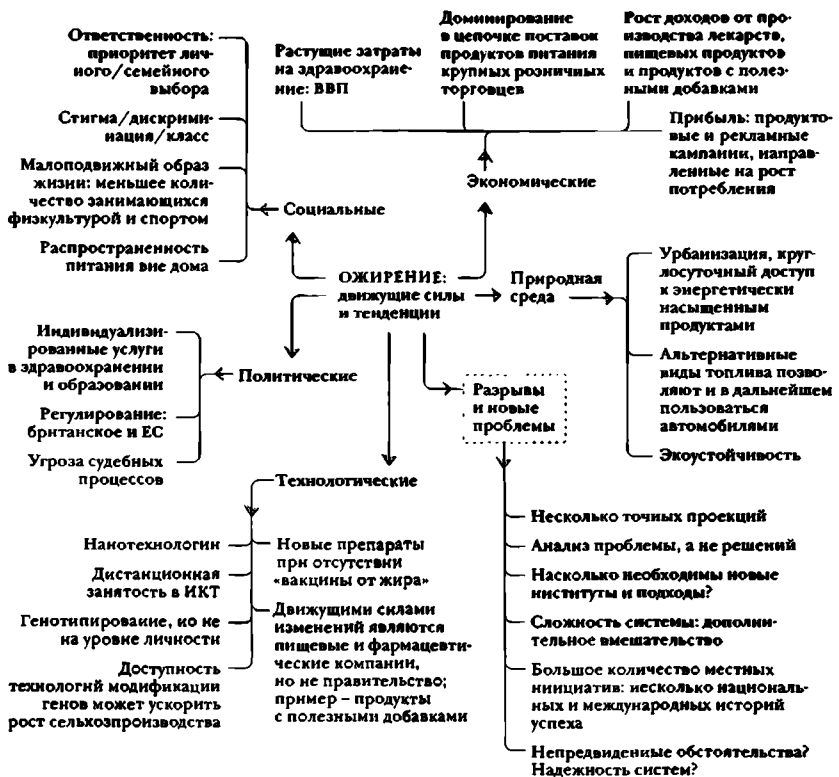 Ответственность:
приоритет лич-
ного/семейного
выбора
Стигма/дискрими-
нация/класс
Малоподвижный образ
жизни: меньшее коли-
чество занимающихся
физкультурой и спортом
Распространенность
питания вне дома
Социальные
Растущие затраты
на здравоохране-
ние: ВВП
Доминирование
в цепочке поставок
продуктов питания
крупных розничных
торговцев
Рост доходов от про-
изводства лекарств,
пищевых продуктов
и продуктов с полез-
ными добавками
Прибыль: продукто-
вые и рекламные
кампании, направ-
ленные на рост
потребления
Экономические
ОЖИРЕНИЕ:
движущие силы
и тенденции
Природная
среда
Урбанизация, круг-
лосуточный доступ
к энергетически
насыщенным
продуктами
Альтернативные
виды топлива позво-
ляют и в дальнейшем
пользоваться
автомобилями
Экоустойчивость
Индивидуализи-
рованные услуги
в здравоохранении
и образовании
Регулирование:
британское и ЕС
Угроза судебных
процессов
Политические
Разрывы
и новые
проблемы
Технологические
Нанотехнологии
Дистанционная
занятость в ИКТ
Генотипирование, но не
на уровне личности
Доступность
технологий модификации
генов может ускорить
рост сельхозпроизводства
Новые препараты
при отсутствии
«вакцины от жира»
Движущими силами
изменений являются
пищевые и фармацевти-
ческие компании,
но не правительство;
пример – продукты
с полезными добавками
Несколько точных проекций
Анализ проблемы, а не решений
Насколько необходимы новые
институты и подходы?
Сложность системы: дополни-
тельное вмешательство
Большое количество местных
инициатив: несколько националь-
ных и международных историй
успеха
Непредвиденные обстоятельства?
Надежность систем?